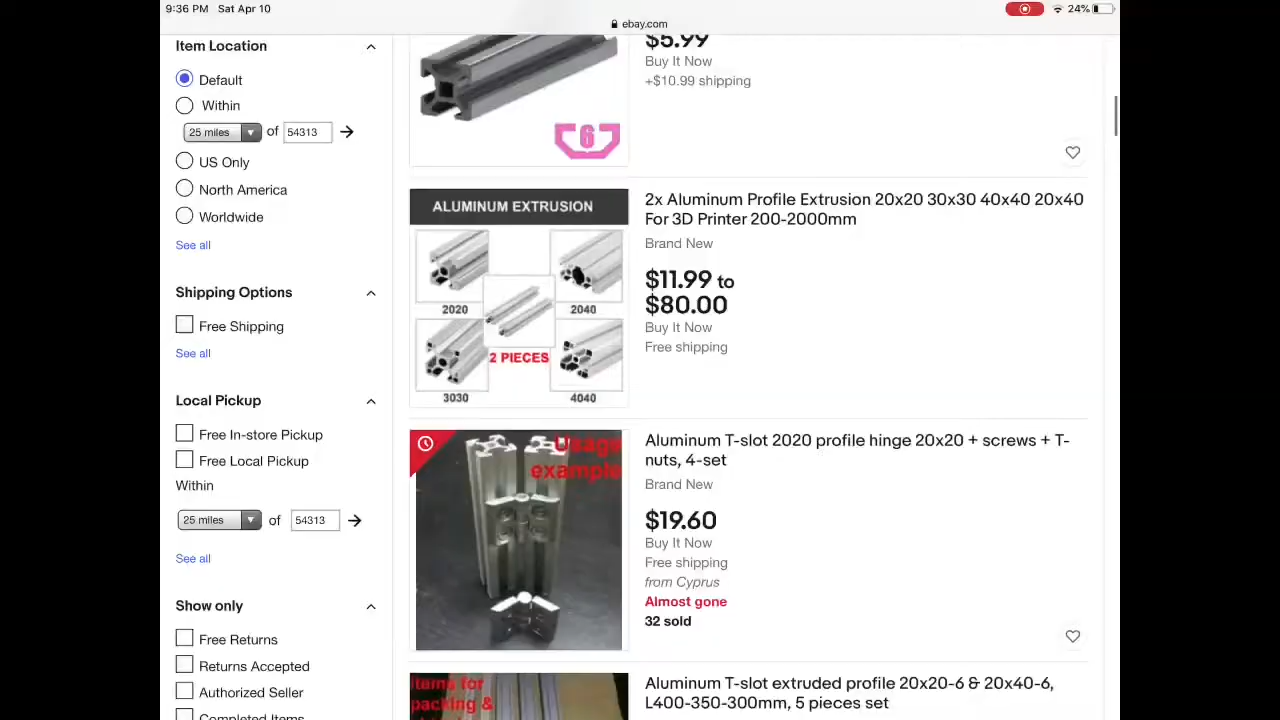 9:36 PM Sat Apr 10
24%
ebay.com
Item Location
Default
Within
25 miles of 54313
US Only
North America
Worldwide
See all
Shipping Options
Free Shipping
See all
Local Pickup
Free In-store Pickup
Free Local Pickup
Within
25 miles of 54313
See all
Show only
Free Returns
Returns Accepted
Authorized Seller
Completed Items
6
$5.99
Buy It Now
+$10.99 shipping
ALUMINUM EXTRUSION
2020
2040
2 PIECES
3030
4040
2x Aluminum Profile Extrusion 20x20 30x30 40x40 20x40
For 3D Printer 200-2000mm
Brand New
$11.99 to
$80.00
Buy It Now
Free shipping
Usage
example
Aluminum T-slot 2020 profile hinge 20x20 + screws + T-
nuts, 4-set
Brand New
$19.60
Buy It Now
Free shipping
from Cyprus
Almost gone
32 sold
Items for
packing &
Aluminum T-slot extruded profile 20x20-6 & 20x40-6,
L400-350-300mm, 5 pieces set